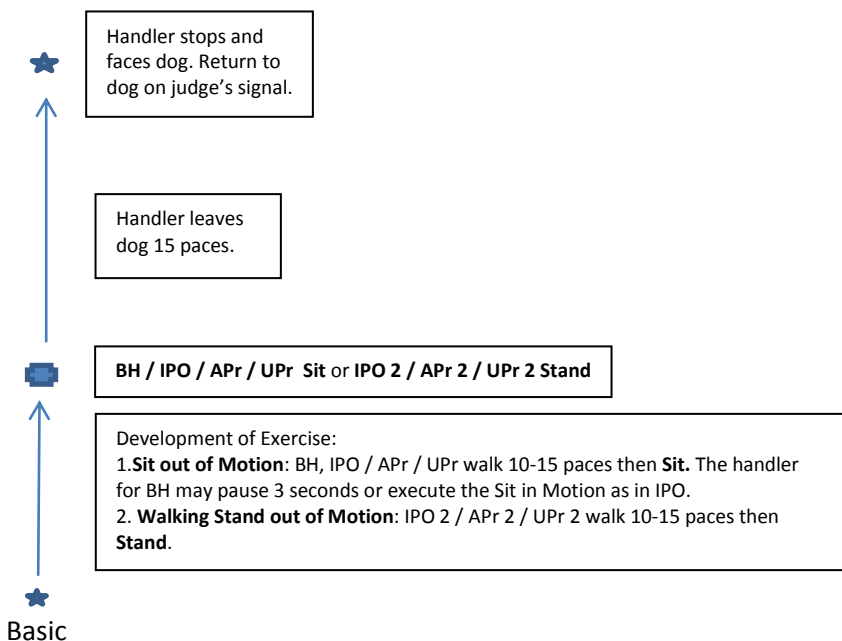 Handler stops and
faces dog. Return to
dog on judge’s signal.
Handler leaves
dog 15 paces.
BH / IPO / APr / UPr  Sit or IPO 2 / APr 2 / UPr 2 Stand
Development of Exercise:
1.Sit out of Motion: BH, IPO / APr / UPr walk 10-15 paces then Sit. The handler
for BH may pause 3 seconds or execute the Sit in Motion as in IPO.
2. Walking Stand out of Motion: IPO 2 / APr 2 / UPr 2 walk 10-15 paces then
Stand.
Basic